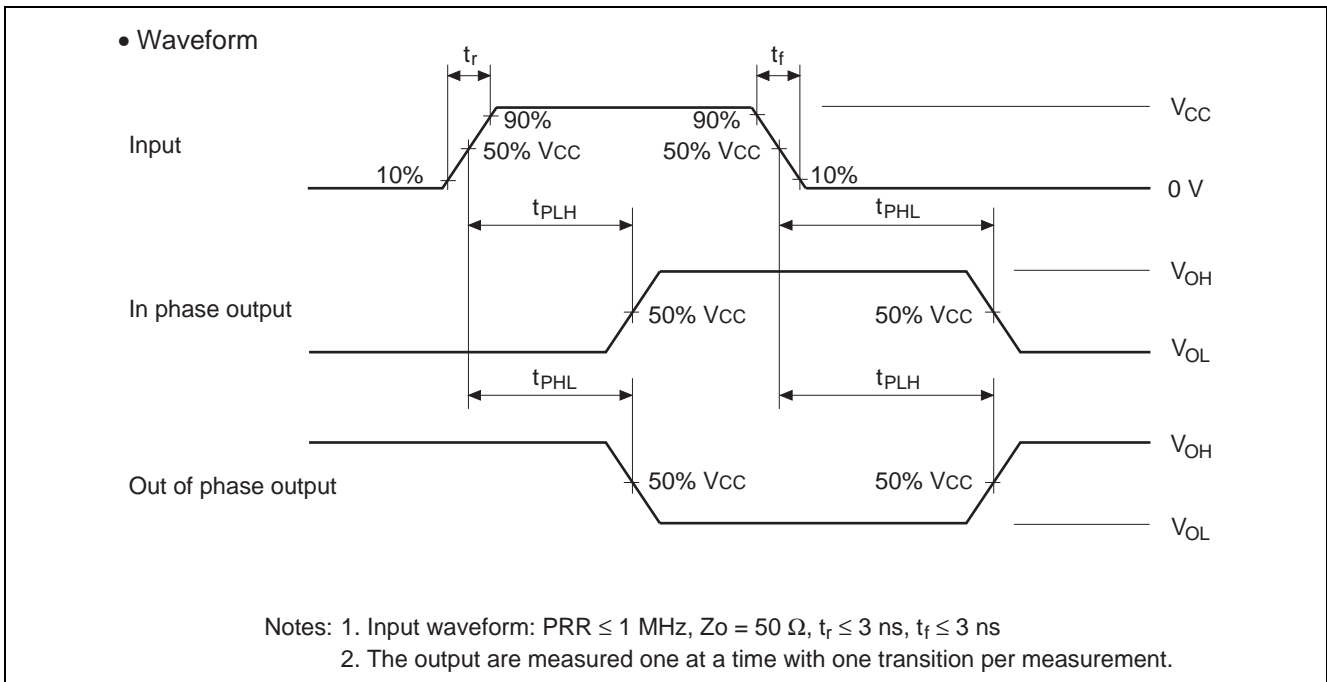 • Waveform
tr
tf
Input
90%
90%
VCC
50% VCC
50% VCC
10%
10%
0 V
tPLH
tPHL
VOH
In phase output
50% VCC
50% VCC
VOL
tPHL
tPLH
VOH
Out of phase output
50% VCC
50% VCC
VOL
Notes: 1. Input waveform: PRR ≤ 1 MHz, Zo = 50 Ω, tr ≤ 3 ns, tf ≤ 3 ns
2. The output are measured one at a time with one transition per measurement.